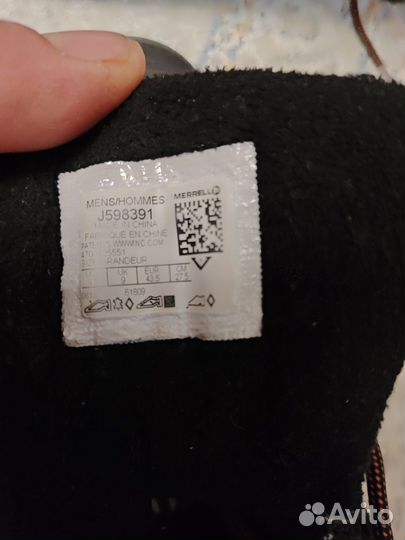 MENS/HOMMES
MERRELL
J598391
MADE IN CHINA
FABRIQUE EN CHINE
WWW
.COM
SIZE GRANDEUR
UK EUR CM
9 43.5 27.5
51809
Avito